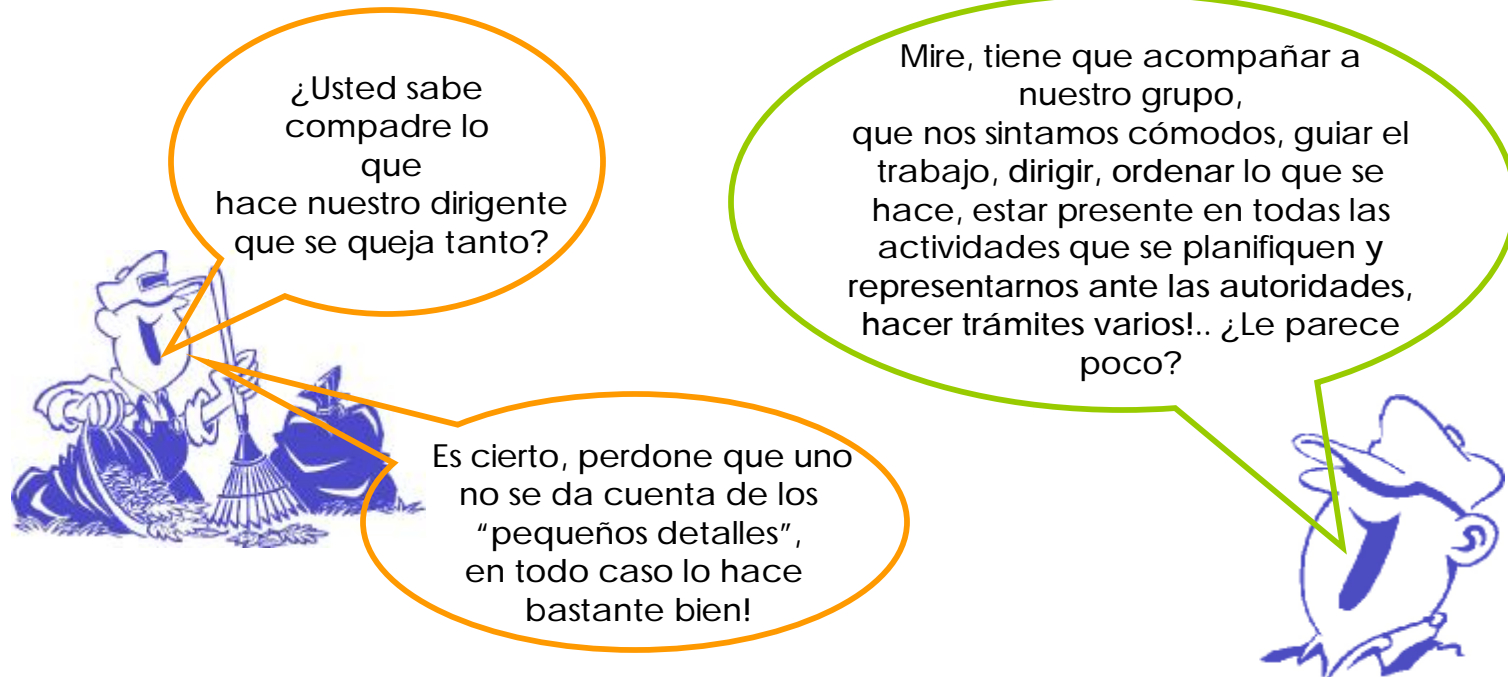 ¿Usted sabe
compadre lo
que
hace nuestro dirigente
que se queja tanto?
Mire, tiene que acompañar a
nuestro grupo,
que nos sintamos cómodos, guiar el
trabajo, dirigir, ordenar lo que se
hace, estar presente en todas las
actividades que se planifiquen y
representarnos ante las autoridades,
hacer trámites varios!.. ¿Le parece
poco?
Es cierto, perdone que uno
no se da cuenta de los
“pequeños detalles”,
en todo caso lo hace
bastante bien!